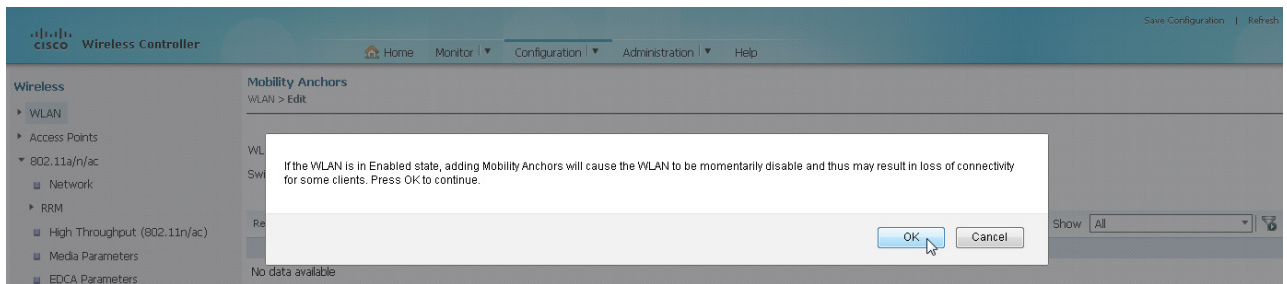 Save Configuration | Refresh
CISCO Wireless Controller
Home Monitor Configuration Administration Help
Wireless
WLAN
Access Points
802.11a/n/ac
Network
RRM
High Throughput (802.11n/ac)
Media Parameters
EDCA Parameters
Mobility Anchors
WLAN > Edit
WL
Swi
If the WLAN is in Enabled state, adding Mobility Anchors will cause the WLAN to be momentarily disable and thus may result in loss of connectivity
for some clients. Press OK to continue.
OK Cancel
Re
Show All
No data available